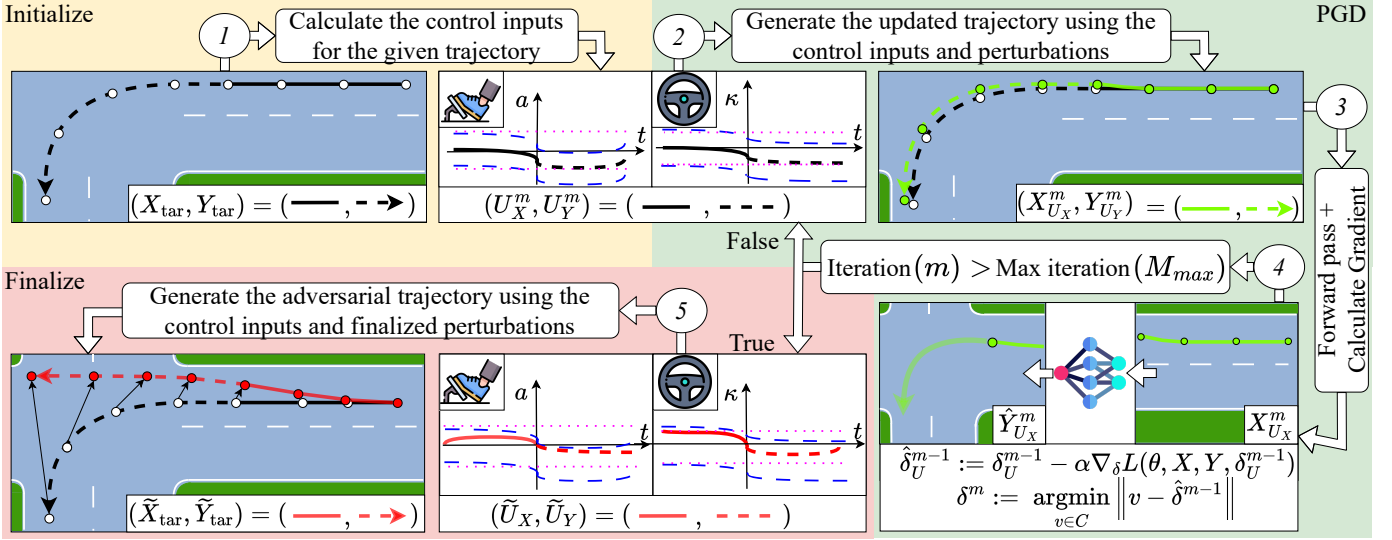 Initialize
1
Calculate the control inputs
for the given trajectory
2
Generate the updated trajectory using the
control inputs and perturbations
PGD
a
t
κ
t
3
(X_tar, Y_tar) = ( , )
(U_X^m, U_Y^m) = ( , )
(X_{U_X}^m, Y_{U_Y}^m) = ( , )
Forward pass +
Calculate Gradient
False
Iteration(m) > Max iteration(M_max)
4
Finalize
Generate the adversarial trajectory using the
control inputs and finalized perturbations
5
True
a
t
κ
t
Ŷ_{U_X}^m
X_{U_X}^m
(X̃_tar, Ỹ_tar) = ( , )
(Ũ_X, Ũ_Y) = ( , )
δ̂_U^{m-1} := δ_U^{m-1} − α∇_δ L(θ, X, Y, δ_U^{m-1})
δ^m := argmin ‖v − δ̂^{m-1}‖
v∈C